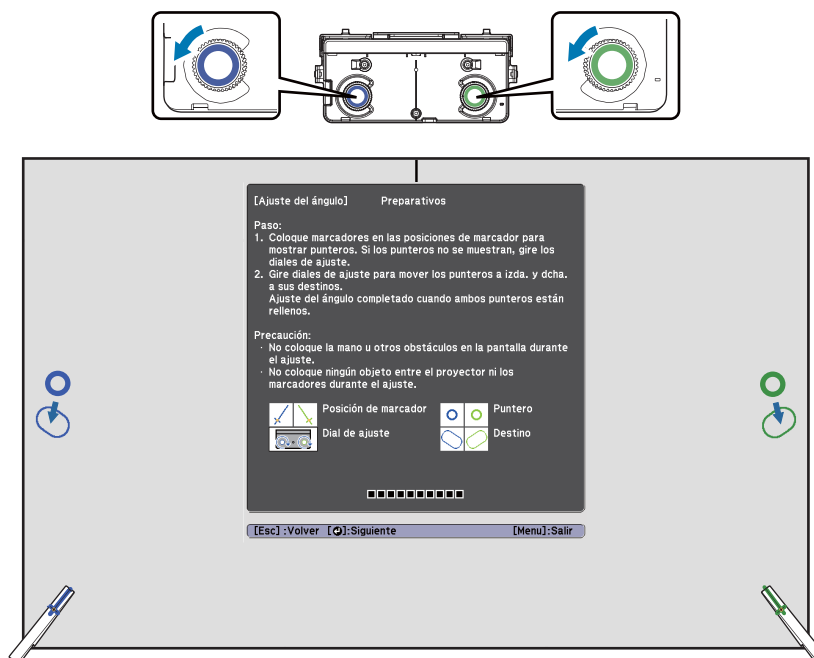 [Ajuste del ángulo] Preparativos
Paso:
1. Coloque marcadores en las posiciones de marcador para
mostrar punteros. Si los punteros no se muestran, gire los
diales de ajuste.
2. Gire diales de ajuste para mover los punteros a izda. y dcha.
a sus destinos.
Ajuste del ángulo completado cuando ambos punteros están
rellenos.
Precaución:
· No coloque la mano u otros obstáculos en la pantalla durante
el ajuste.
· No coloque ningún objeto entre el proyector ni los
marcadores durante el ajuste.
Posición de marcador
Puntero
Dial de ajuste
Destino
[Esc] :Volver [↵]:Siguiente [Menu]:Salir